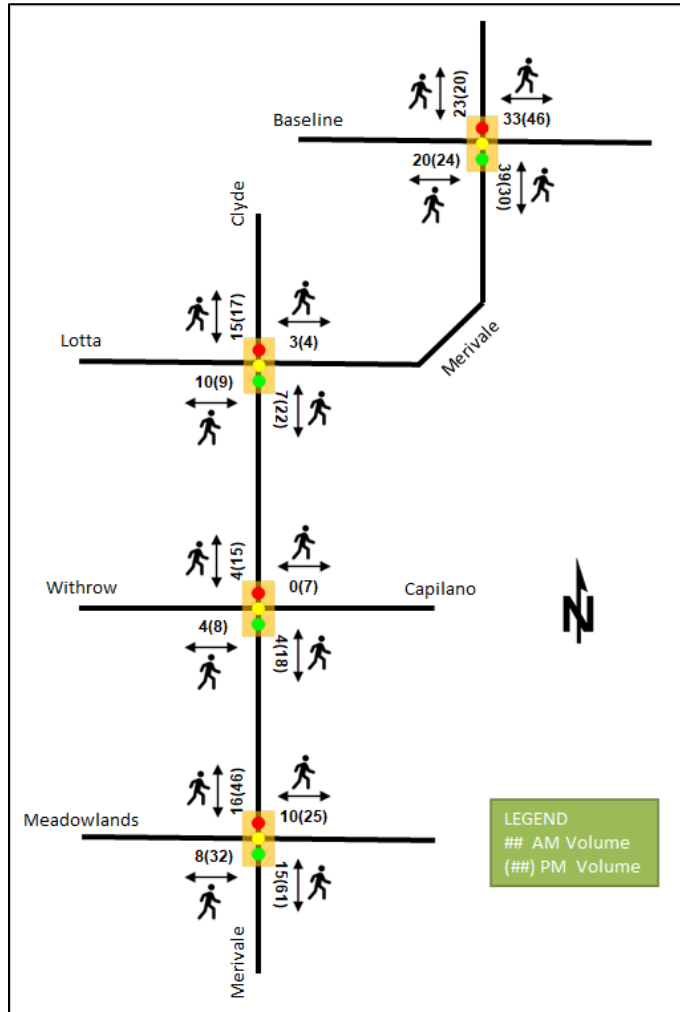 23(20)
33(46)
Baseline
20(24)
39(30)
Clyde
15(17)
3(4)
Lotta
Merivale
10(9)
7(22)
4(15)
0(7)
Withrow
Capilano
4(8)
4(18)
N
16(46)
10(25)
Meadowlands
8(32)
15(61)
Merivale
LEGEND
## AM Volume
(##) PM Volume